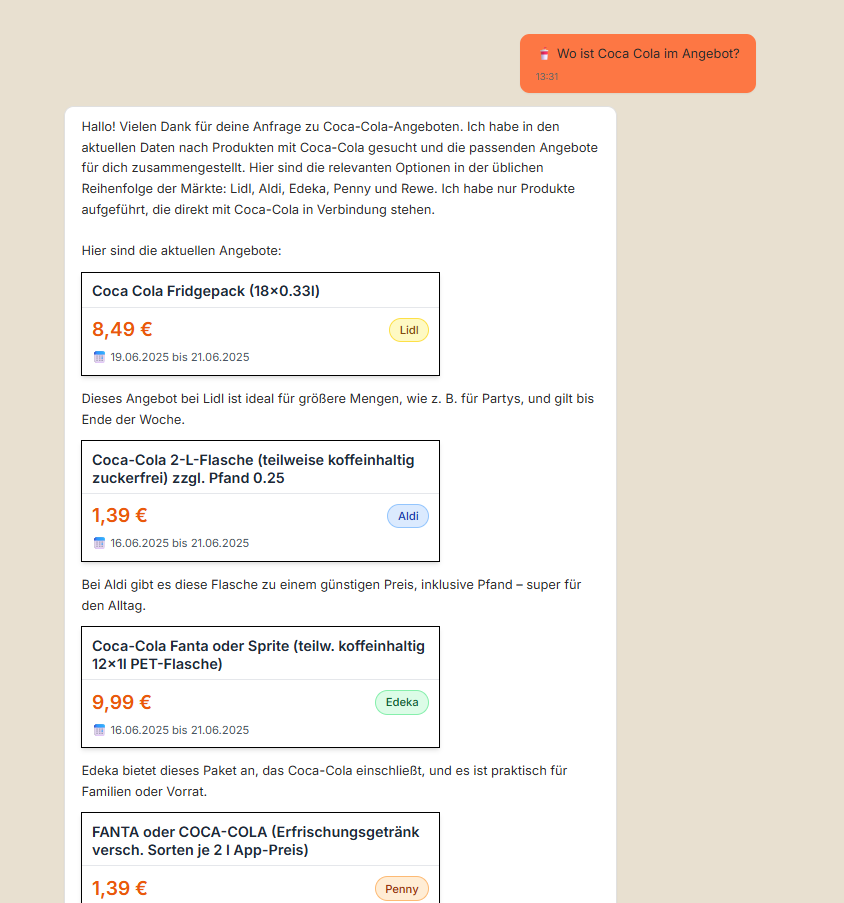 Wo ist Coca Cola im Angebot?
13:31
Hallo! Vielen Dank für deine Anfrage zu Coca-Cola-Angeboten. Ich habe in den
aktuellen Daten nach Produkten mit Coca-Cola gesucht und die passenden Angebote
für dich zusammengestellt. Hier sind die relevanten Optionen in der üblichen
Reihenfolge der Märkte: Lidl, Aldi, Edeka, Penny und Rewe. Ich habe nur Produkte
aufgeführt, die direkt mit Coca-Cola in Verbindung stehen.
Hier sind die aktuellen Angebote:
Coca Cola Fridgepack (18x0.33l)
8,49 €
Lidl
19.06.2025 bis 21.06.2025
Dieses Angebot bei Lidl ist ideal für größere Mengen, wie z. B. für Partys, und gilt bis
Ende der Woche.
Coca-Cola 2-L-Flasche (teilweise koffeinhaltig
zuckerfrei) zzgl. Pfand 0.25
1,39 €
Aldi
16.06.2025 bis 21.06.2025
Bei Aldi gibt es diese Flasche zu einem günstigen Preis, inklusive Pfand – super für
den Alltag.
Coca-Cola Fanta oder Sprite (teilw. koffeinhaltig
12x1l PET-Flasche)
9,99 €
Edeka
16.06.2025 bis 21.06.2025
Edeka bietet dieses Paket an, das Coca-Cola einschließt, und es ist praktisch für
Familien oder Vorrat.
FANTA oder COCA-COLA (Erfrischungsgetränk
versch. Sorten je 2 l App-Preis)
1,39 €
Penny